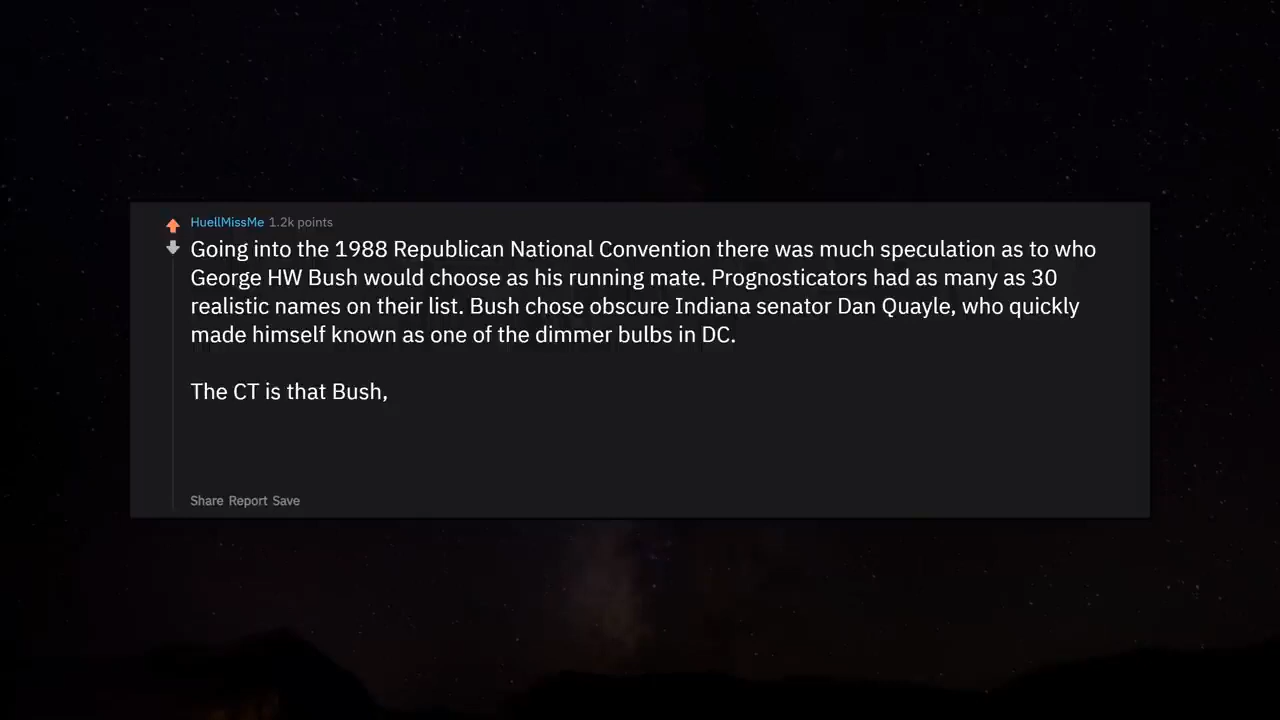 HuellMissMe 1.2k points
Going into the 1988 Republican National Convention there was much speculation as to who
George HW Bush would choose as his running mate. Prognosticators had as many as 30
realistic names on their list. Bush chose obscure Indiana senator Dan Quayle, who quickly
made himself known as one of the dimmer bulbs in DC.
The CT is that Bush,
Share Report Save